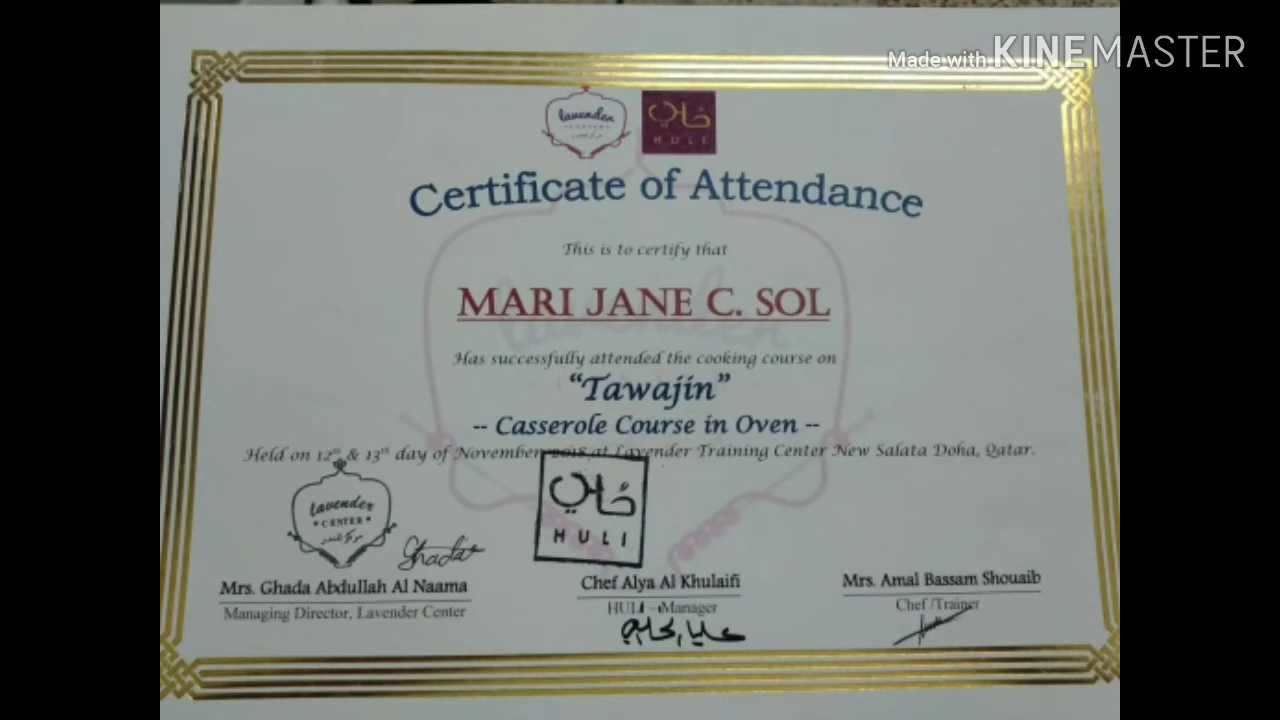 Made with KINEMASTER
lavender
خلي
HULI
Certificate of Attendance
This is to certify that
MARI JANE C. SOL
Has successfully attended the cooking course on
“Tawajin”
-- Casserole Course in Oven --
Held on 12th & 13th day of November 2018 at Lavender Training Center New Salata Doha, Qatar.
lavender
CENTER
HULI
Ghada
Mrs. Ghada Abdullah Al Naama
Managing Director, Lavender Center
Chef Alya Al Khulaifi
HULI – Manager
Mrs. Amal Bassam Shouaib
Chef /Trainer